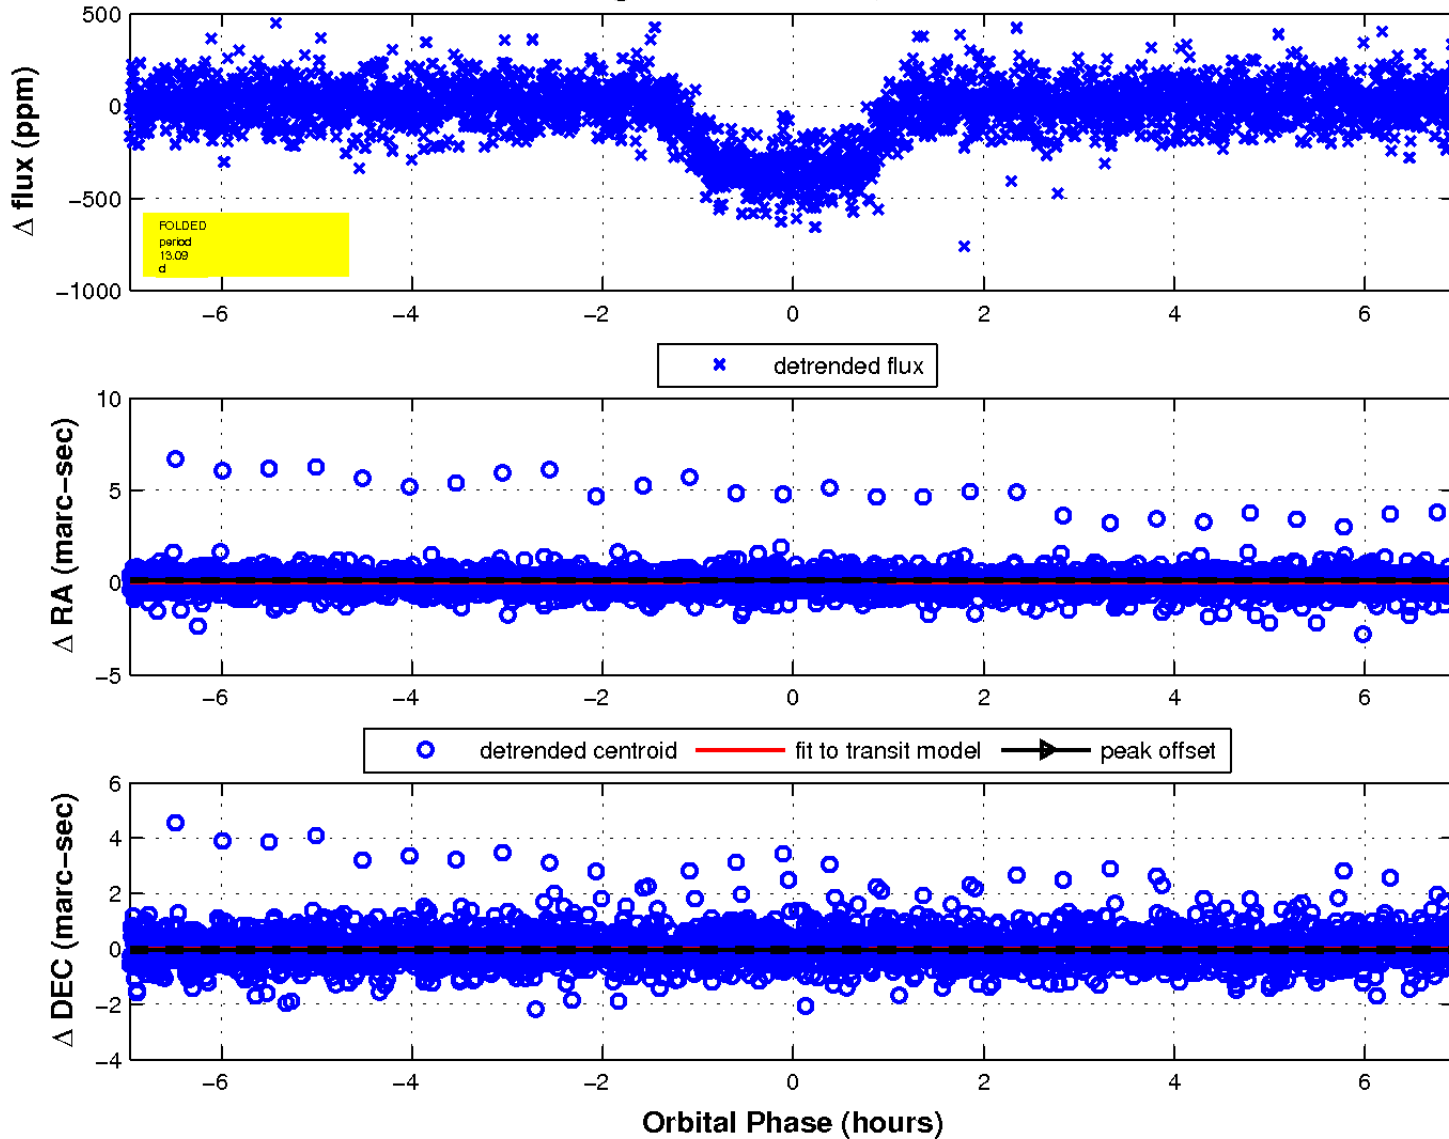 500
0
−500
−1000
Δ flux (ppm)
FOLDED
period
13.09
d
−6 −4 −2 0 2 4 6
detrended flux
10
5
0
−5
Δ RA (marc−sec)
−6 −4 −2 0 2 4 6
detrended centroid fit to transit model peak offset
6
4
2
0
−2
−4
Δ DEC (marc−sec)
−6 −4 −2 0 2 4 6
Orbital Phase (hours)